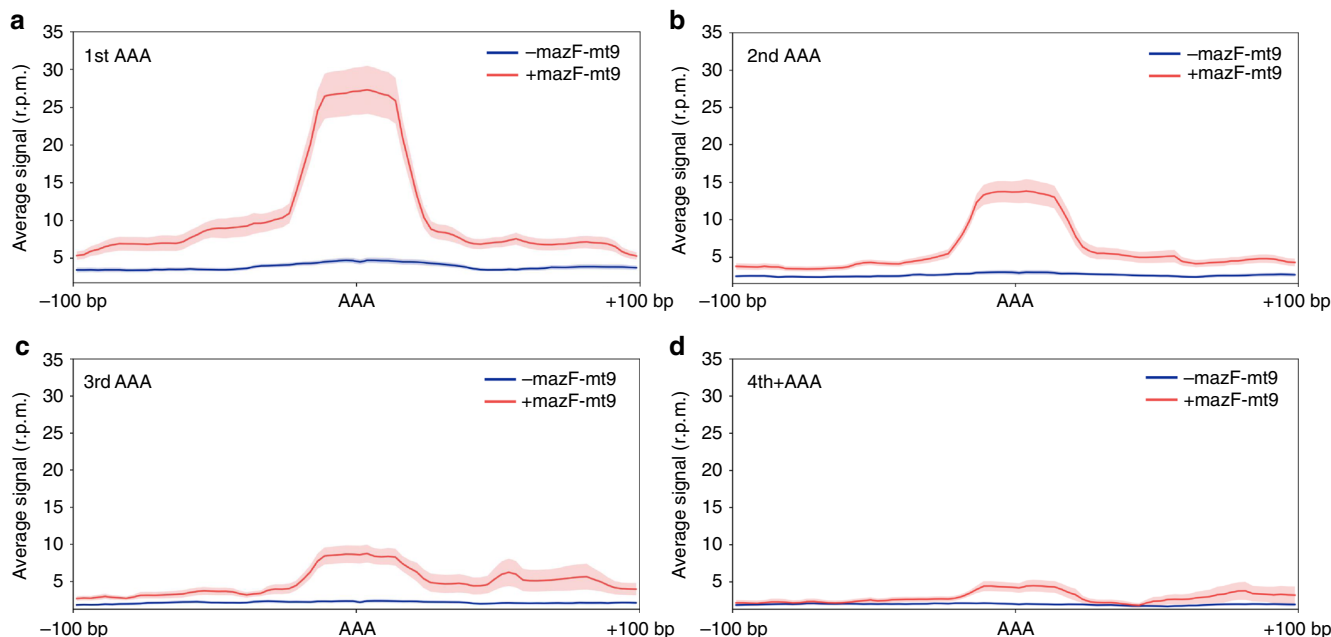 a
35
30
25
20
15
10
5
Average signal (r.p.m.)
1st AAA
–mazF-mt9
+mazF-mt9
–100 bp
AAA
+100 bp
b
35
30
25
20
15
10
5
Average signal (r.p.m.)
2nd AAA
–mazF-mt9
+mazF-mt9
–100 bp
AAA
+100 bp
c
35
30
25
20
15
10
5
Average signal (r.p.m.)
3rd AAA
–mazF-mt9
+mazF-mt9
–100 bp
AAA
+100 bp
d
35
30
25
20
15
10
5
Average signal (r.p.m.)
4th+AAA
–mazF-mt9
+mazF-mt9
–100 bp
AAA
+100 bp